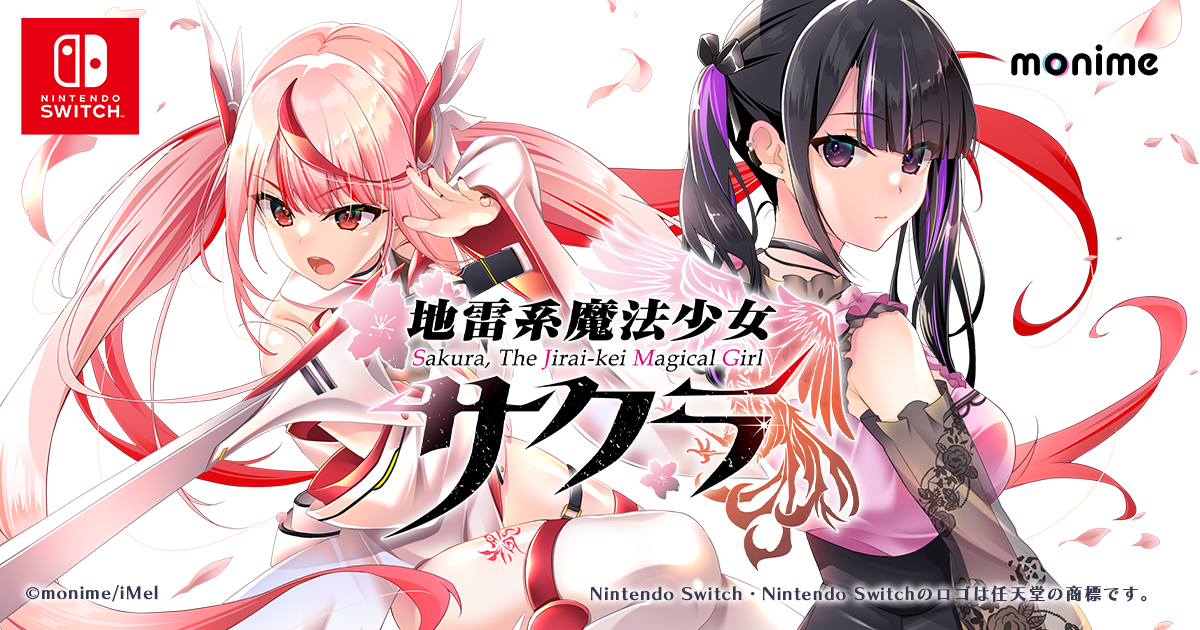 NINTENDO
SWITCH™
monime
地雷系魔法少女
Sakura, The Jirai-kei Magical Girl
サクラ
©monime/iMel
Nintendo Switch・Nintendo Switchのロゴは任天堂の商標です。